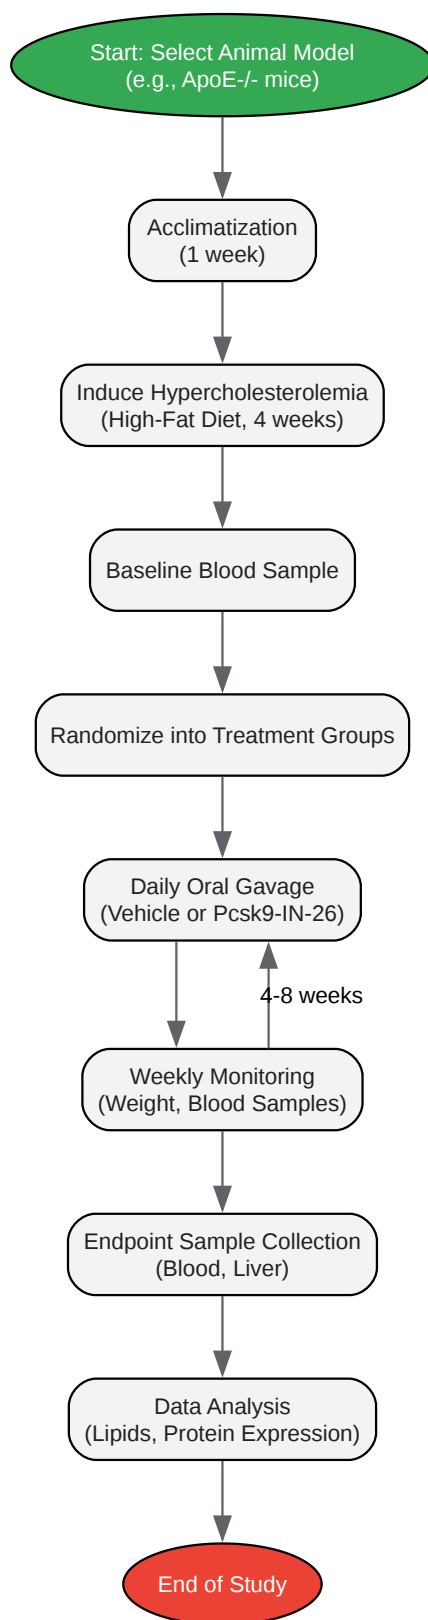 Start: Select Animal Model
(e.g., ApoE-/- mice)
Acclimatization
(1 week)
Induce Hypercholesterolemia
(High-Fat Diet, 4 weeks)
Baseline Blood Sample
Randomize into Treatment Groups
Daily Oral Gavage
(Vehicle or Pcsk9-IN-26)
4-8 weeks
Weekly Monitoring
(Weight, Blood Samples)
Endpoint Sample Collection
(Blood, Liver)
Data Analysis
(Lipids, Protein Expression)
End of Study